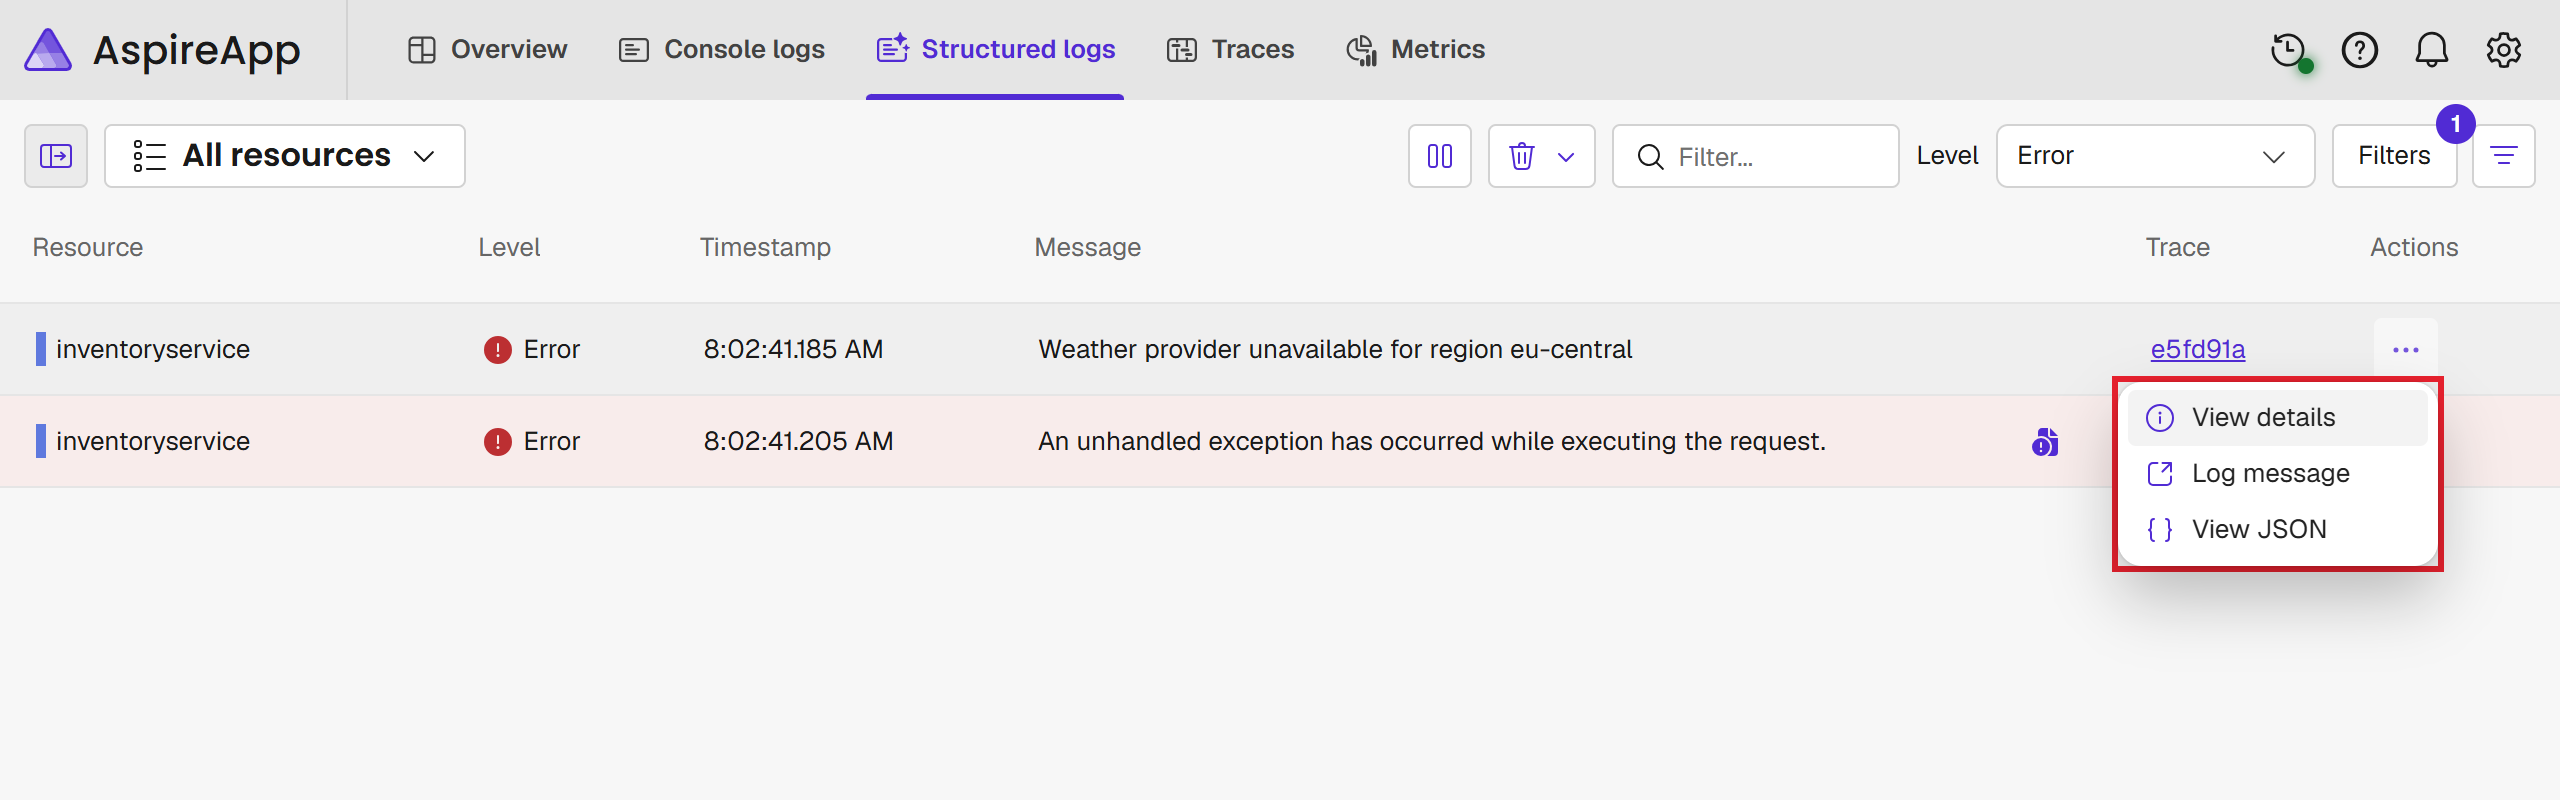 AspireApp Overview Console logs Structured logs Traces Metrics
All resources Filter... Level Error Filters 1
Resource Level Timestamp Message Trace Actions
inventoryservice Error 8:02:41.185 AM Weather provider unavailable for region eu-central e5fd91a ...
inventoryservice Error 8:02:41.205 AM An unhandled exception has occurred while executing the request.
View details
Log message
{ } View JSON